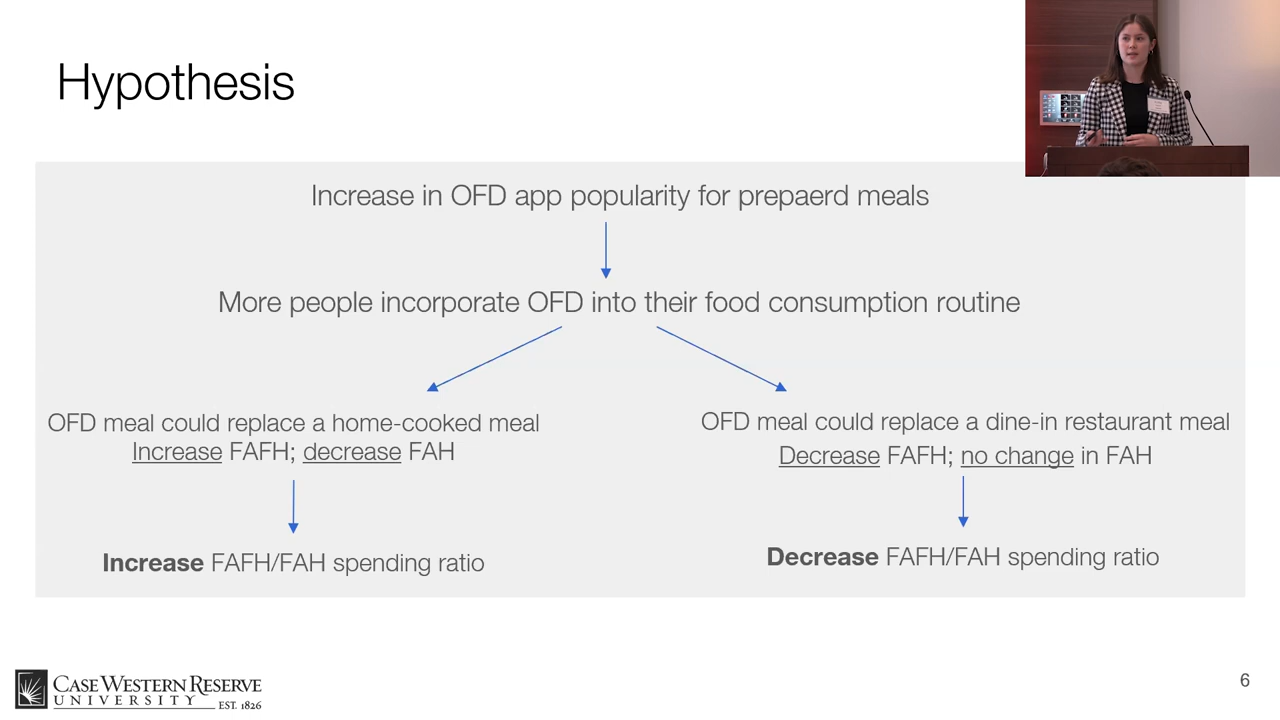 Hypothesis
Increase in OFD app popularity for prepaerd meals
More people incorporate OFD into their food consumption routine
OFD meal could replace a home-cooked meal
Increase FAFH; decrease FAH
Increase FAFH/FAH spending ratio
OFD meal could replace a dine-in restaurant meal
Decrease FAFH; no change in FAH
Decrease FAFH/FAH spending ratio
CASE WESTERN RESERVE
UNIVERSITY
EST. 1826
6